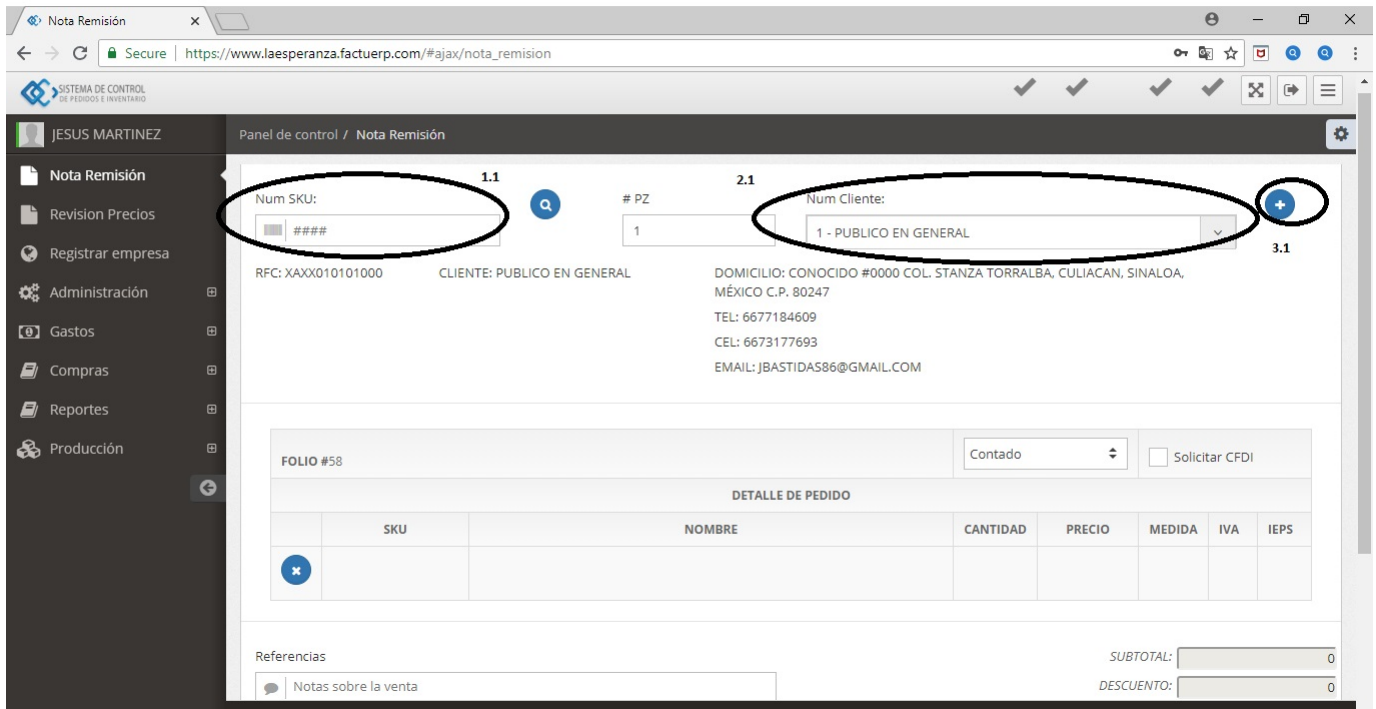 Nota Remisión
Secure | https://www.laesperanza.factuerp.com/#ajax/nota_remision
SISTEMA DE CONTROL
DE PEDIDOS E INVENTARIO
JESUS MARTINEZ
Panel de control / Nota Remisión
Nota Remisión
Revision Precios
Registrar empresa
Administración
Gastos
Compras
Reportes
Producción
1.1
2.1
3.1
Num SKU:
# PZ
Num Cliente:
####
1
1 - PUBLICO EN GENERAL
RFC: XAXX010101000
CLIENTE: PUBLICO EN GENERAL
DOMICILIO: CONOCIDO #0000 COL. STANZA TORRALBA, CULIACAN, SINALOA,
MÉXICO C.P. 80247
TEL: 6677184609
CEL: 6673177693
EMAIL: JBASTIDAS86@GMAIL.COM
FOLIO #58
Contado
Solicitar CFDI
DETALLE DE PEDIDO
SKU NOMBRE CANTIDAD PRECIO MEDIDA IVA IEPS
Referencias
Notas sobre la venta
SUBTOTAL: 0
DESCUENTO: 0